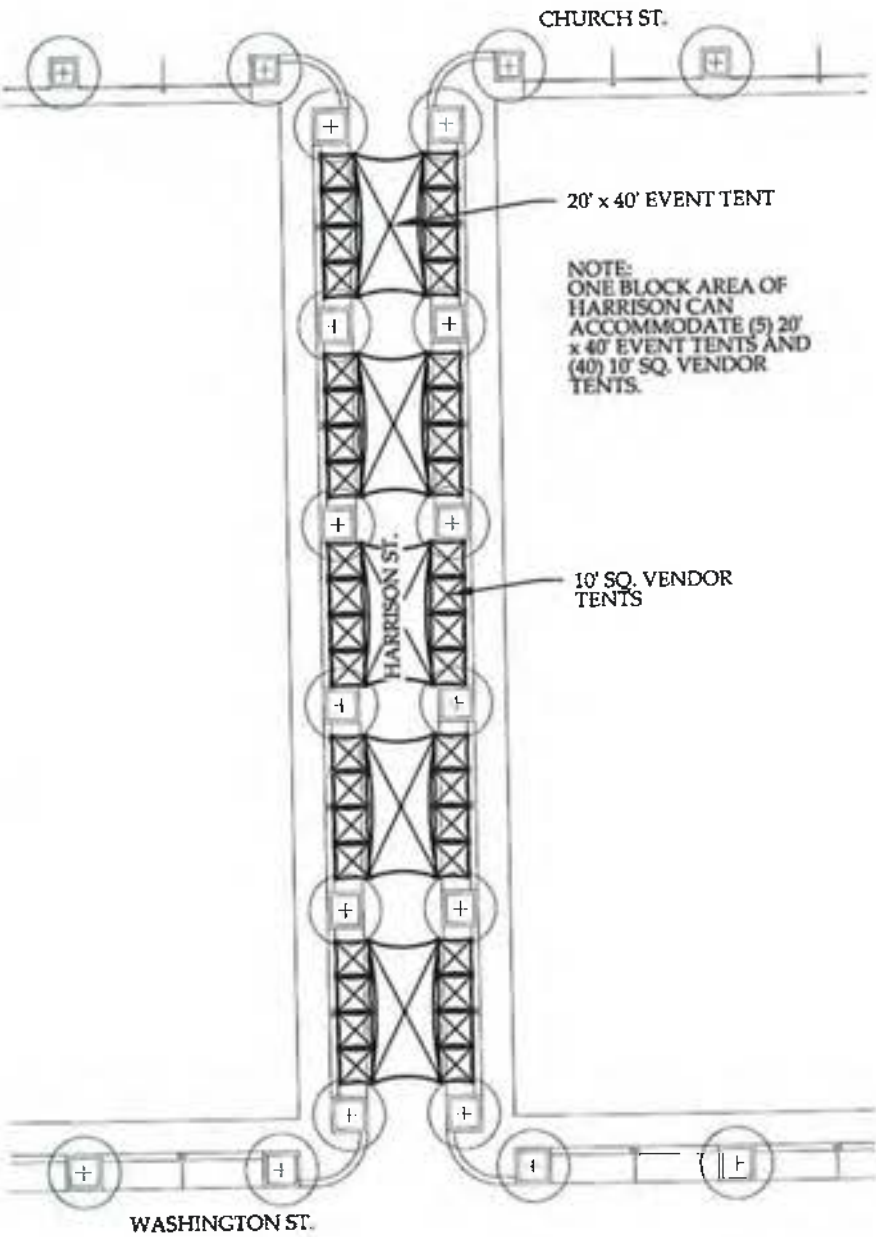 CHURCH ST.
20' x 40' EVENT TENT
NOTE:
ONE BLOCK AREA OF
HARRISON CAN
ACCOMMODATE (5) 20'
x 40' EVENT TENTS AND
(40) 10' SQ. VENDOR
TENTS.
HARRISON ST.
10' SQ. VENDOR
TENTS
WASHINGTON ST.